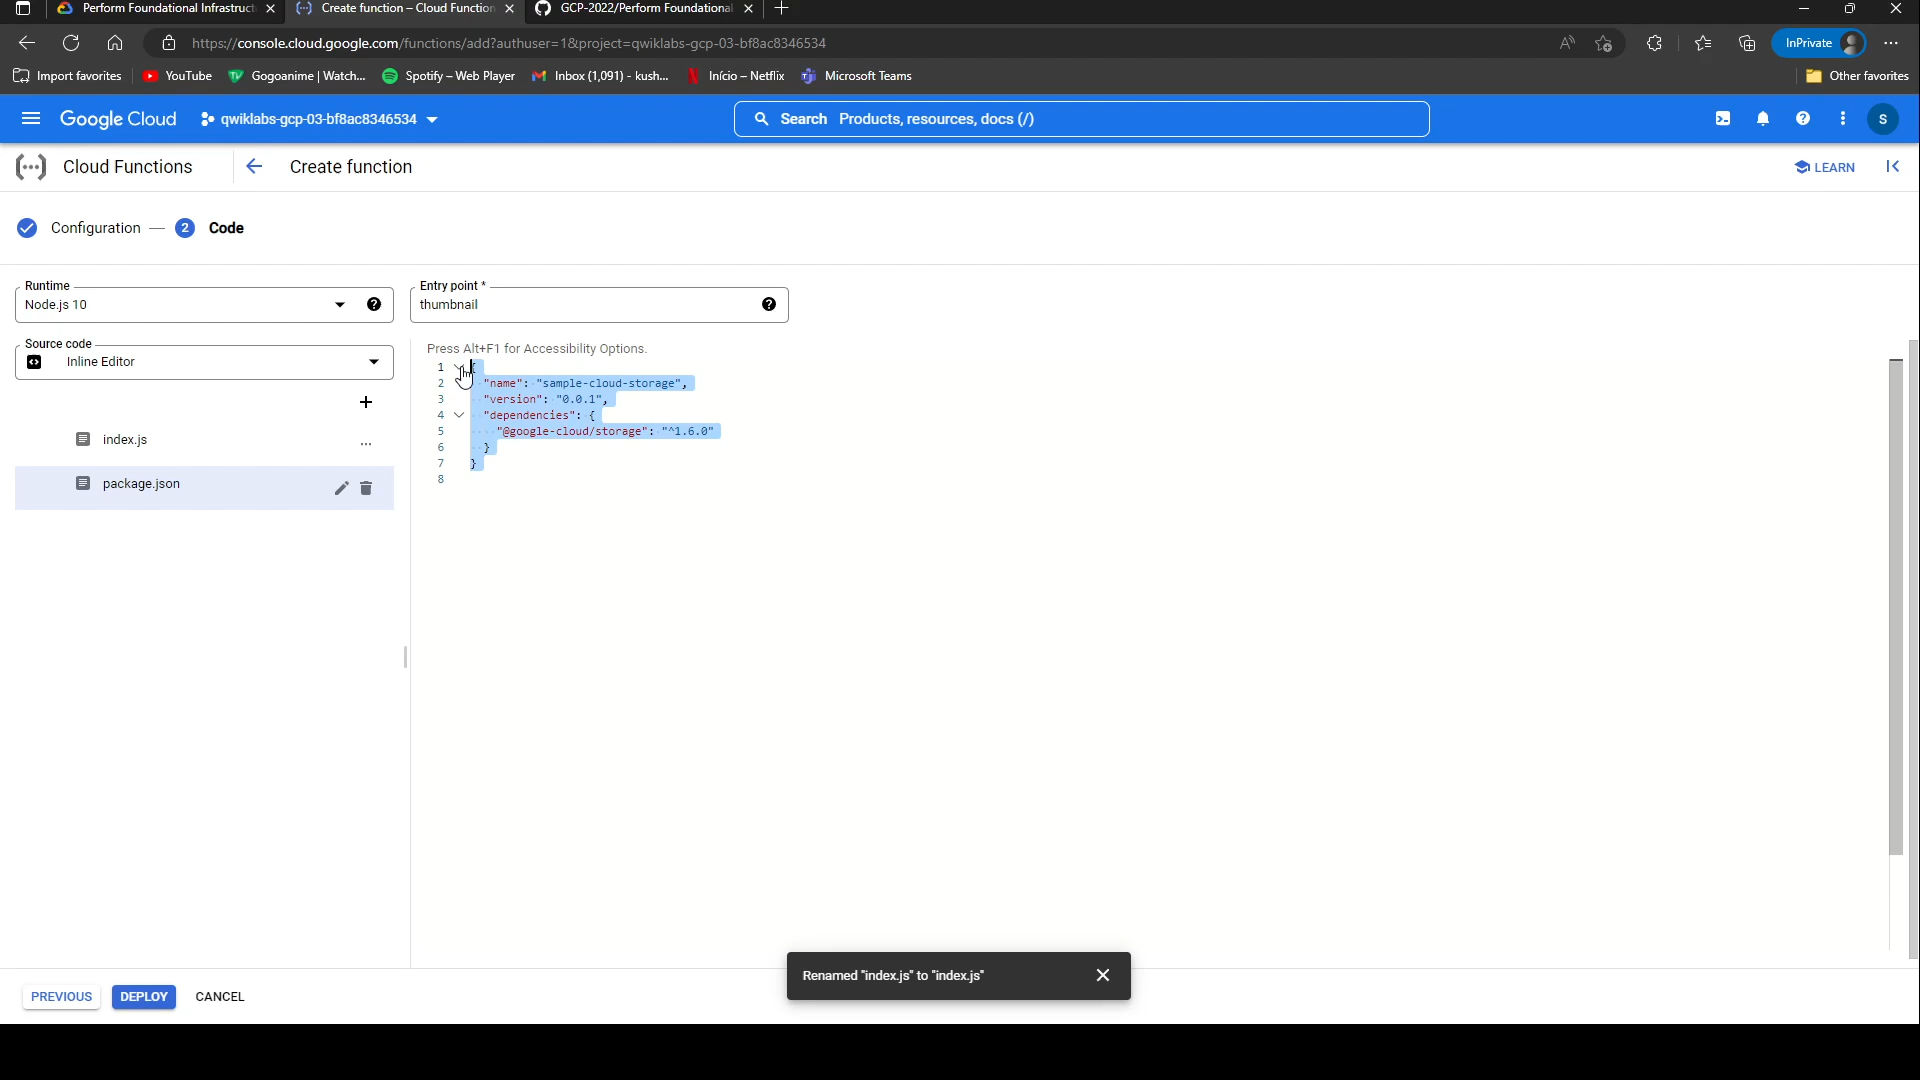 Perform Foundational Infrastruct
Create function – Cloud Function
GCP-2022/Perform Foundational
https://console.cloud.google.com/functions/add?authuser=1&project=qwiklabs-gcp-03-bf8ac8346534
InPrivate
Import favorites
YouTube
Gogoanime | Watch...
Spotify – Web Player
Inbox (1,091) - kush...
Início – Netflix
Microsoft Teams
Other favorites
Google Cloud
qwiklabs-gcp-03-bf8ac8346534
Search Products, resources, docs (/)
S
Cloud Functions
Create function
LEARN
Configuration — 2 Code
Runtime
Node.js 10
Entry point *
thumbnail
Source code
Inline Editor
index.js
package.json
Press Alt+F1 for Accessibility Options.
1 {
2 "name": "sample-cloud-storage",
3 "version": "0.0.1",
4 "dependencies": {
5 "@google-cloud/storage": "^1.6.0"
6 }
7 }
8
Renamed "index.js" to "index.js"
PREVIOUS
DEPLOY
CANCEL